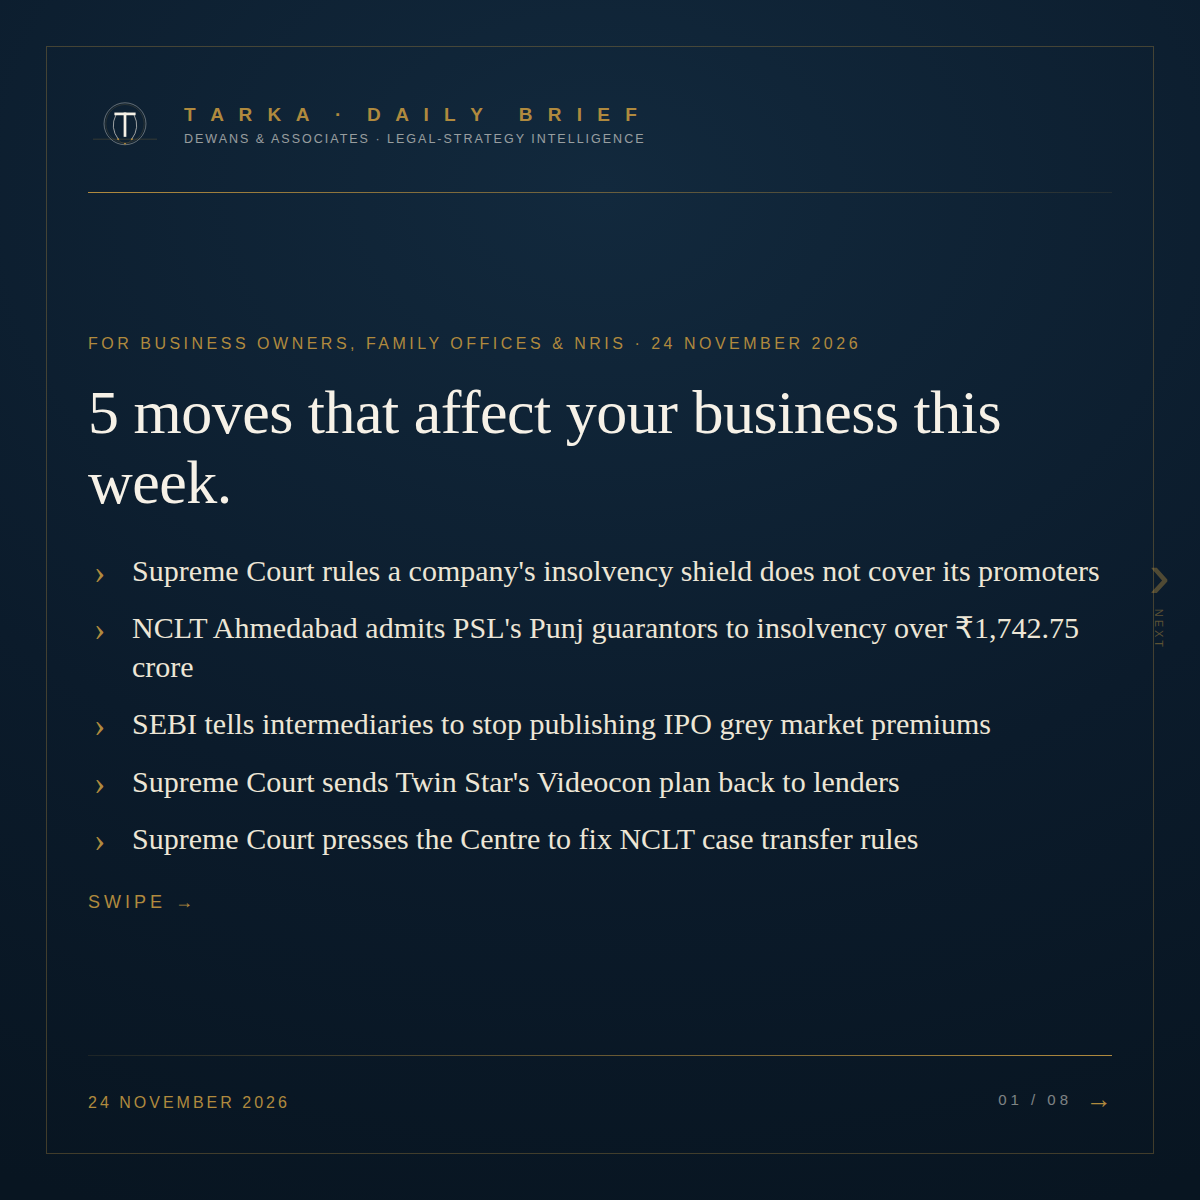 T
TARKA · DAILY BRIEF
DEWANS & ASSOCIATES · LEGAL-STRATEGY INTELLIGENCE
FOR BUSINESS OWNERS, FAMILY OFFICES & NRIS · 24 NOVEMBER 2026
5 moves that affect your business this
week.
› Supreme Court rules a company's insolvency shield does not cover its promoters
› NCLT Ahmedabad admits PSL's Punj guarantors to insolvency over ₹1,742.75
crore
› SEBI tells intermediaries to stop publishing IPO grey market premiums
› Supreme Court sends Twin Star's Videocon plan back to lenders
› Supreme Court presses the Centre to fix NCLT case transfer rules
›
NEXT
SWIPE →
24 NOVEMBER 2026
01 / 08 →